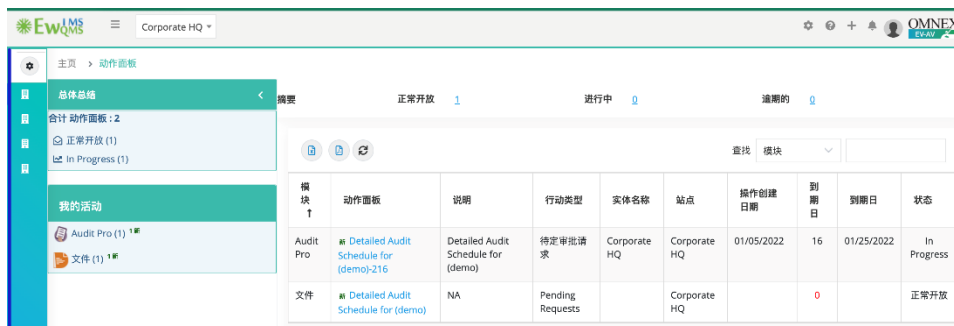 EwQMS
LMS
Corporate HQ
OMNEX
EV-AV
主页 > 动作面板
总体总结
合计 动作面板 : 2
正常开放 (1)
In Progress (1)
我的活动
Audit Pro (1) 1新
文件 (1) 1新
摘要 正常开放 1 进行中 0 逾期的 0
查找 模块
模块 ↑ 动作面板 说明 行动类型 实体名称 站点 操作创建日期 到期日 到期日 状态
Audit Pro 新 Detailed Audit Schedule for (demo)-216 Detailed Audit Schedule for (demo) 待定审批请求 Corporate HQ Corporate HQ 01/05/2022 16 01/25/2022 In Progress
文件 新 Detailed Audit Schedule for (demo) NA Pending Requests Corporate HQ 0 正常开放